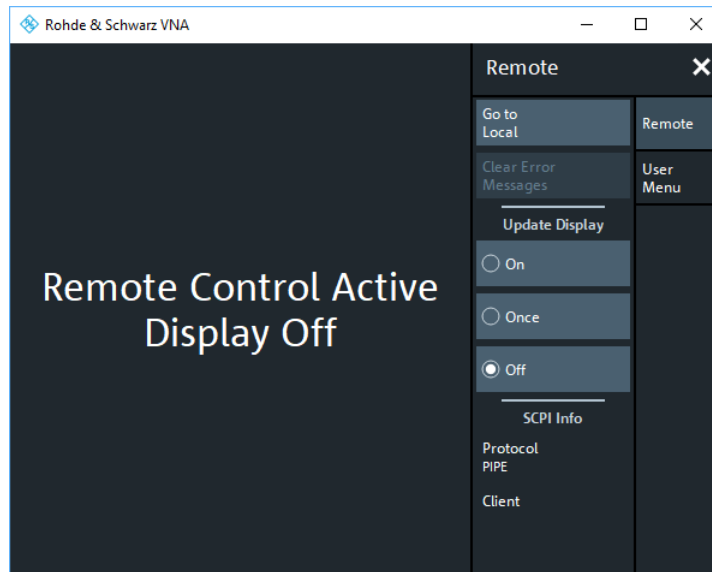 Rohde & Schwarz VNA
Remote Control Active
Display Off
Remote
Go to
Local
Clear Error
Messages
Update Display
On
Once
Off
SCPI Info
Protocol
PIPE
Client
Remote
User
Menu